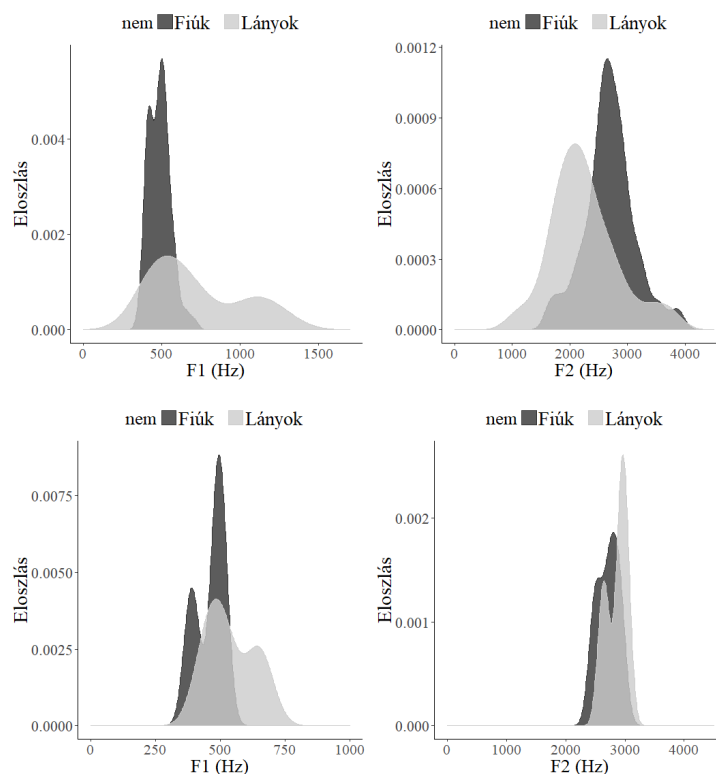 nem Fiúk Lányok
Eloszlás
0.004
0.002
0.000
0 500 1000 1500
F1 (Hz)
nem Fiúk Lányok
Eloszlás
0.0012
0.0009
0.0006
0.0003
0.0000
0 1000 2000 3000 4000
F2 (Hz)
nem Fiúk Lányok
Eloszlás
0.0075
0.0050
0.0025
0.0000
0 250 500 750 1000
F1 (Hz)
nem Fiúk Lányok
Eloszlás
0.002
0.001
0.000
0 1000 2000 3000 4000
F2 (Hz)